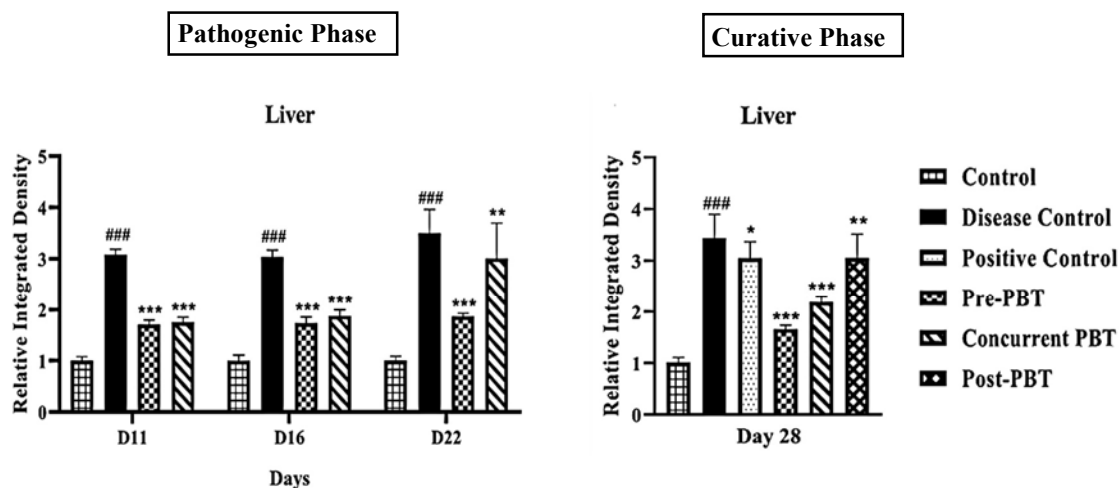 Pathogenic Phase
Curative Phase
Liver
Relative Integrated Density
5
4
3
2
1
0
###
***
***
###
***
***
###
***
**
D11
D16
D22
Days
Liver
Relative Integrated Density
5
4
3
2
1
0
###
*
***
***
**
Day 28
Control
Disease Control
Positive Control
Pre-PBT
Concurrent PBT
Post-PBT